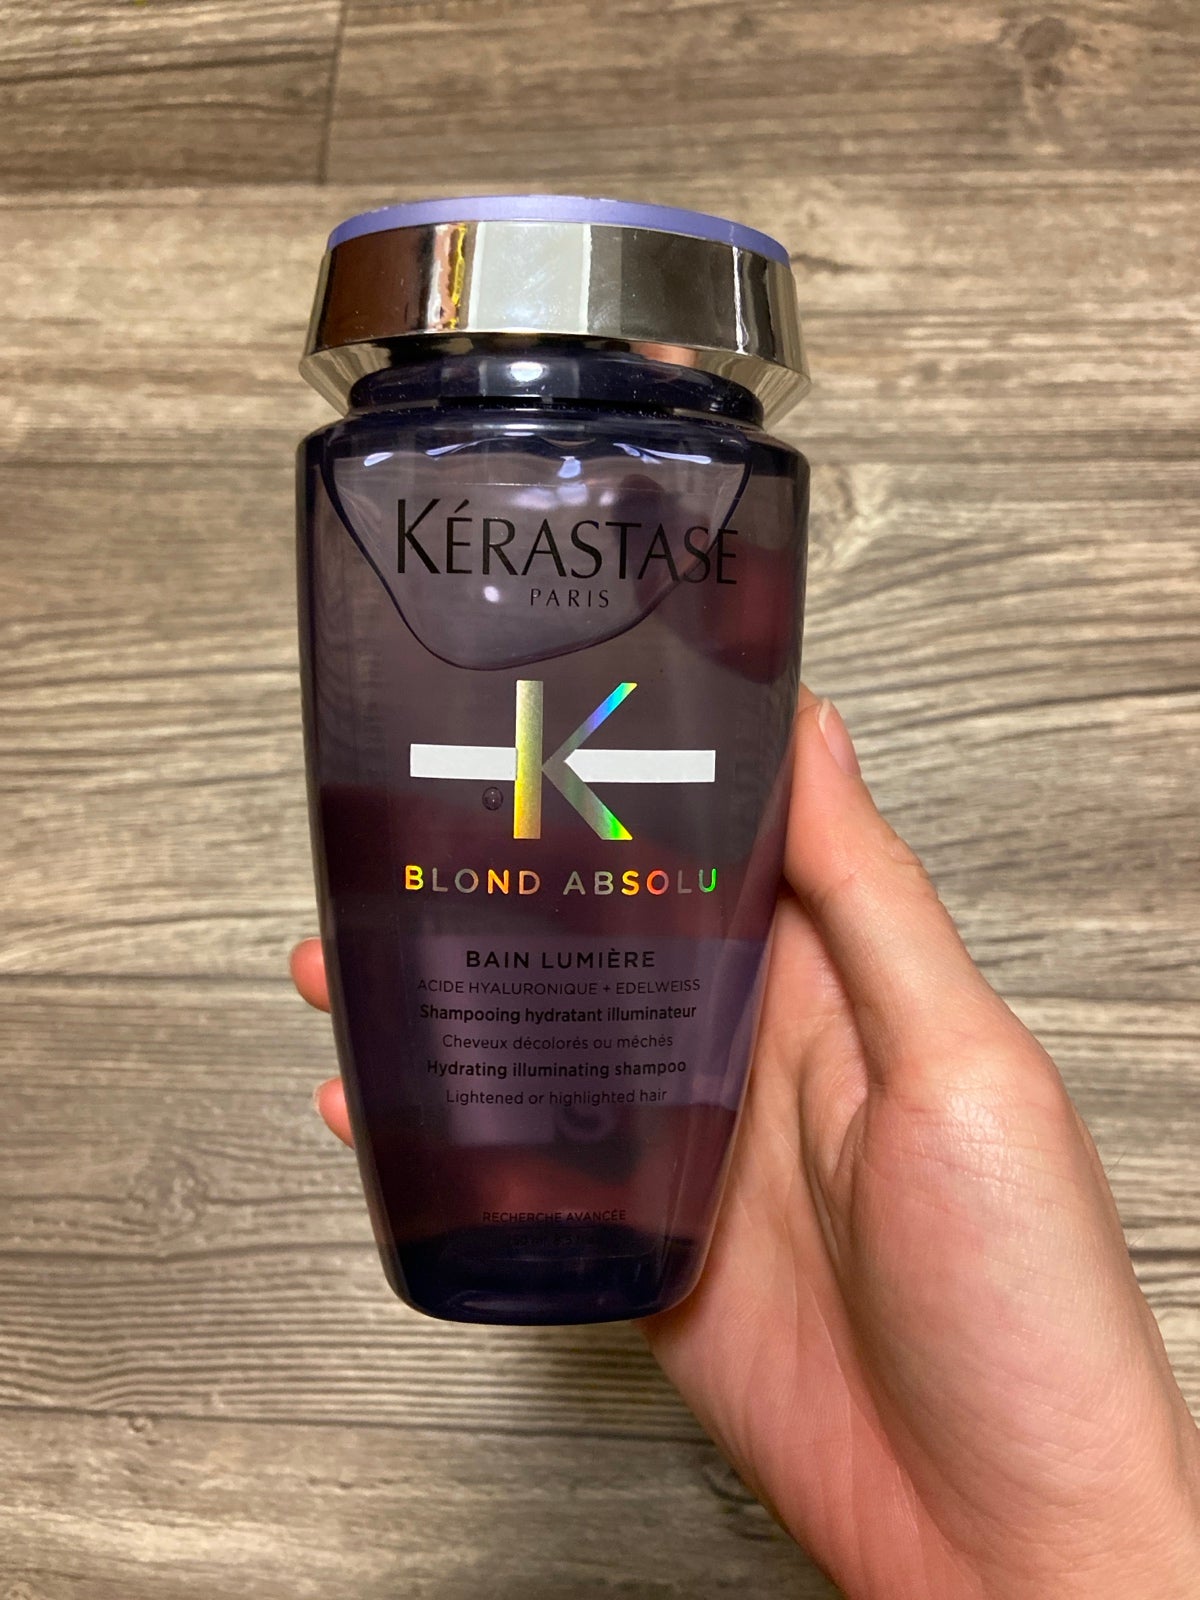 KÉRASTASE
PARIS
K
BLOND ABSOLU
BAIN LUMIÈRE
ACIDE HYALURONIQUE + EDELWEISS
Shampooing hydratant illuminateur
Cheveux décolorés ou méchés
Hydrating illuminating shampoo
Lightened or highlighted hair
RECHERCHE AVANCÉE